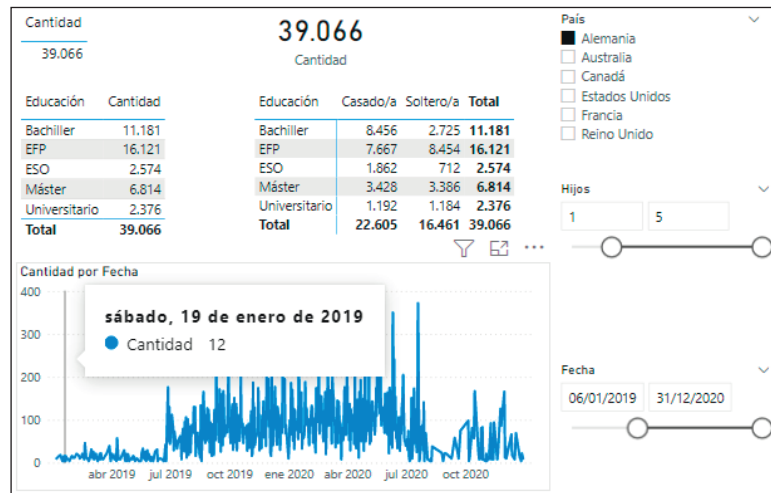 Cantidad
39.066
39.066
Cantidad
Educación Cantidad
Bachiller 11.181
EFP 16.121
ESO 2.574
Máster 6.814
Universitario 2.376
Total 39.066
Educación Casado/a Soltero/a Total
Bachiller 8.456 2.725 11.181
EFP 7.667 8.454 16.121
ESO 1.862 712 2.574
Máster 3.428 3.386 6.814
Universitario 1.192 1.184 2.376
Total 22.605 16.461 39.066
País
Alemania
Australia
Canadá
Estados Unidos
Francia
Reino Unido
Hijos
1 5
Fecha
06/01/2019 31/12/2020
Cantidad por Fecha
400
300
200
100
0
sábado, 19 de enero de 2019
Cantidad 12
abr 2019 jul 2019 oct 2019 ene 2020 abr 2020 jul 2020 oct 2020